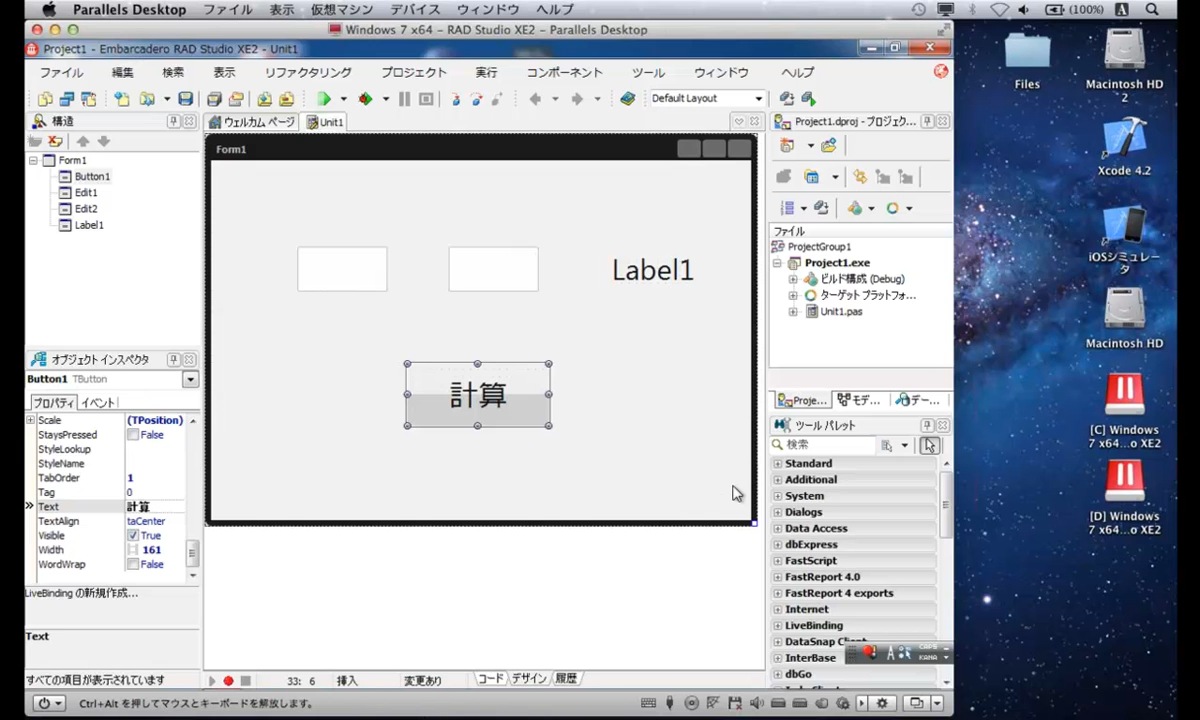 Parallels Desktop ファイル 表示 仮想マシン デバイス ウィンドウ ヘルプ (100%) A
Windows 7 x64 – RAD Studio XE2 – Parallels Desktop
Project1 - Embarcadero RAD Studio XE2 - Unit1
ファイル 編集 検索 表示 リファクタリング プロジェクト 実行 コンポーネント ツール ウィンドウ ヘルプ
Default Layout
構造
ウェルカム ページ Unit1
Project1.dproj - プロジェク...
Form1
Button1
Edit1
Edit2
Label1
Form1
Label1
計算
ファイル
ProjectGroup1
Project1.exe
ビルド構成 (Debug)
ターゲット プラットフォ...
Unit1.pas
オブジェクト インスペクタ
Button1 TButton
プロパティ イベント
Scale (TPosition)
StaysPressed False
StyleLookup
StyleName
TabOrder 1
Tag 0
Text 計算
TextAlign taCenter
Visible True
Width 161
WordWrap False
LiveBinding の新規作成...
Text
すべての項目が表示されています
33: 6 挿入 変更あり コード デザイン 履歴
Proje... モデ... デー...
ツール パレット
検索
Standard
Additional
System
Dialogs
Data Access
dbExpress
FastScript
FastReport 4.0
FastReport 4 exports
Internet
LiveBinding
DataSnap Client
InterBase
dbGo
A CAPS KANA
Ctrl+Alt を押してマウスとキーボードを解放します。
Files
Macintosh HD 2
Xcode 4.2
iOSシミュレータ
Macintosh HD
[C] Windows 7 x64...o XE2
[D] Windows 7 x64...o XE2